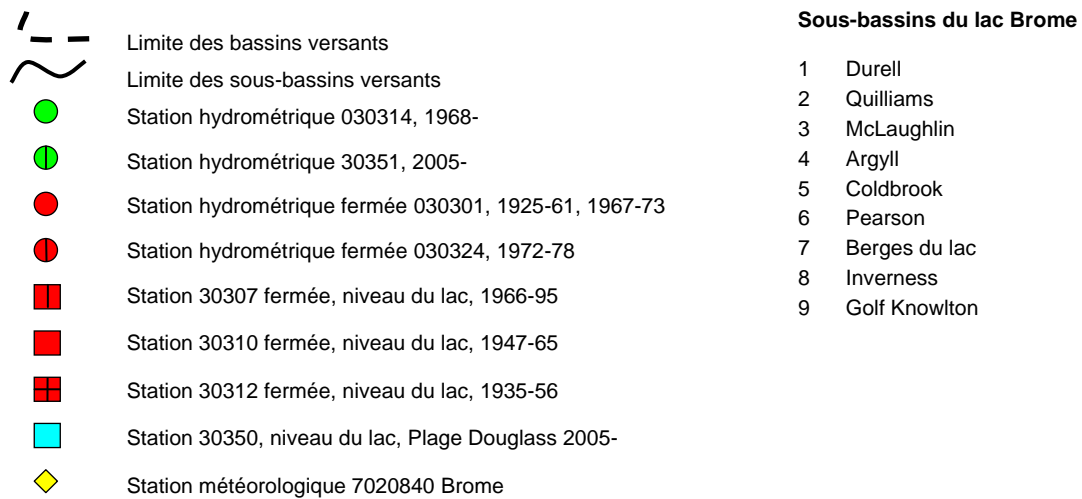 Limite des bassins versants
Limite des sous-bassins versants
Station hydrométrique 030314, 1968-
Station hydrométrique 30351, 2005-
Station hydrométrique fermée 030301, 1925-61, 1967-73
Station hydrométrique fermée 030324, 1972-78
Station 30307 fermée, niveau du lac, 1966-95
Station 30310 fermée, niveau du lac, 1947-65
Station 30312 fermée, niveau du lac, 1935-56
Station 30350, niveau du lac, Plage Douglass 2005-
Station météorologique 7020840 Brome
Sous-bassins du lac Brome
1 Durell
2 Quilliams
3 McLaughlin
4 Argyll
5 Coldbrook
6 Pearson
7 Berges du lac
8 Inverness
9 Golf Knowlton